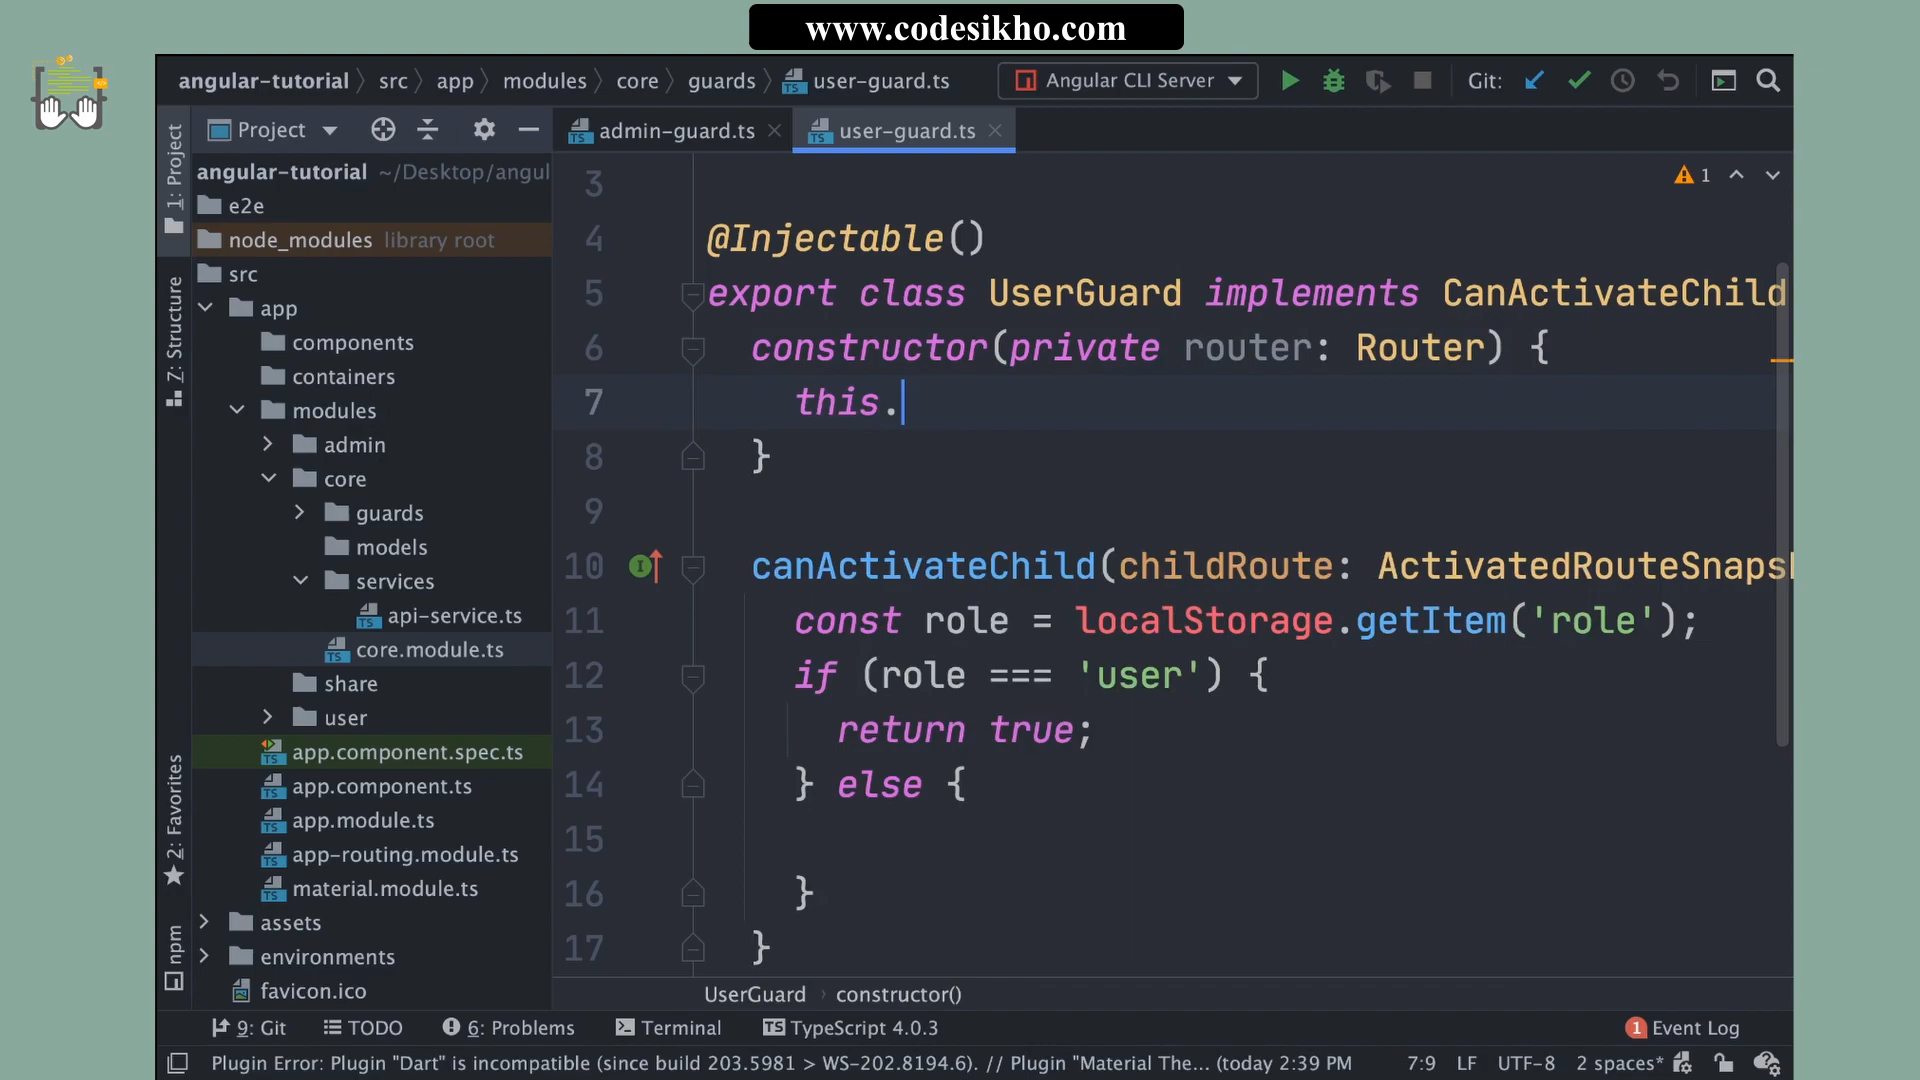 www.codesikho.com
angular-tutorial src app modules core guards user-guard.ts Angular CLI Server Git:
1: Project
Project
admin-guard.ts
user-guard.ts
angular-tutorial ~/Desktop/angul
e2e
node_modules library root
src
app
components
containers
modules
admin
core
guards
models
services
api-service.ts
core.module.ts
share
user
app.component.spec.ts
app.component.ts
app.module.ts
app-routing.module.ts
material.module.ts
assets
environments
favicon.ico
7: Structure
2: Favorites
npm
1
3
4 @Injectable()
5 export class UserGuard implements CanActivateChild
6 constructor(private router: Router) {
7 this.
8 }
9
10 canActivateChild(childRoute: ActivatedRouteSnapsh
11 const role = localStorage.getItem('role');
12 if (role === 'user') {
13 return true;
14 } else {
15
16 }
17 }
UserGuard constructor()
9: Git TODO 6: Problems Terminal TypeScript 4.0.3 1 Event Log
Plugin Error: Plugin "Dart" is incompatible (since build 203.5981 > WS-202.8194.6). // Plugin "Material The... (today 2:39 PM 7:9 LF UTF-8 2 spaces*